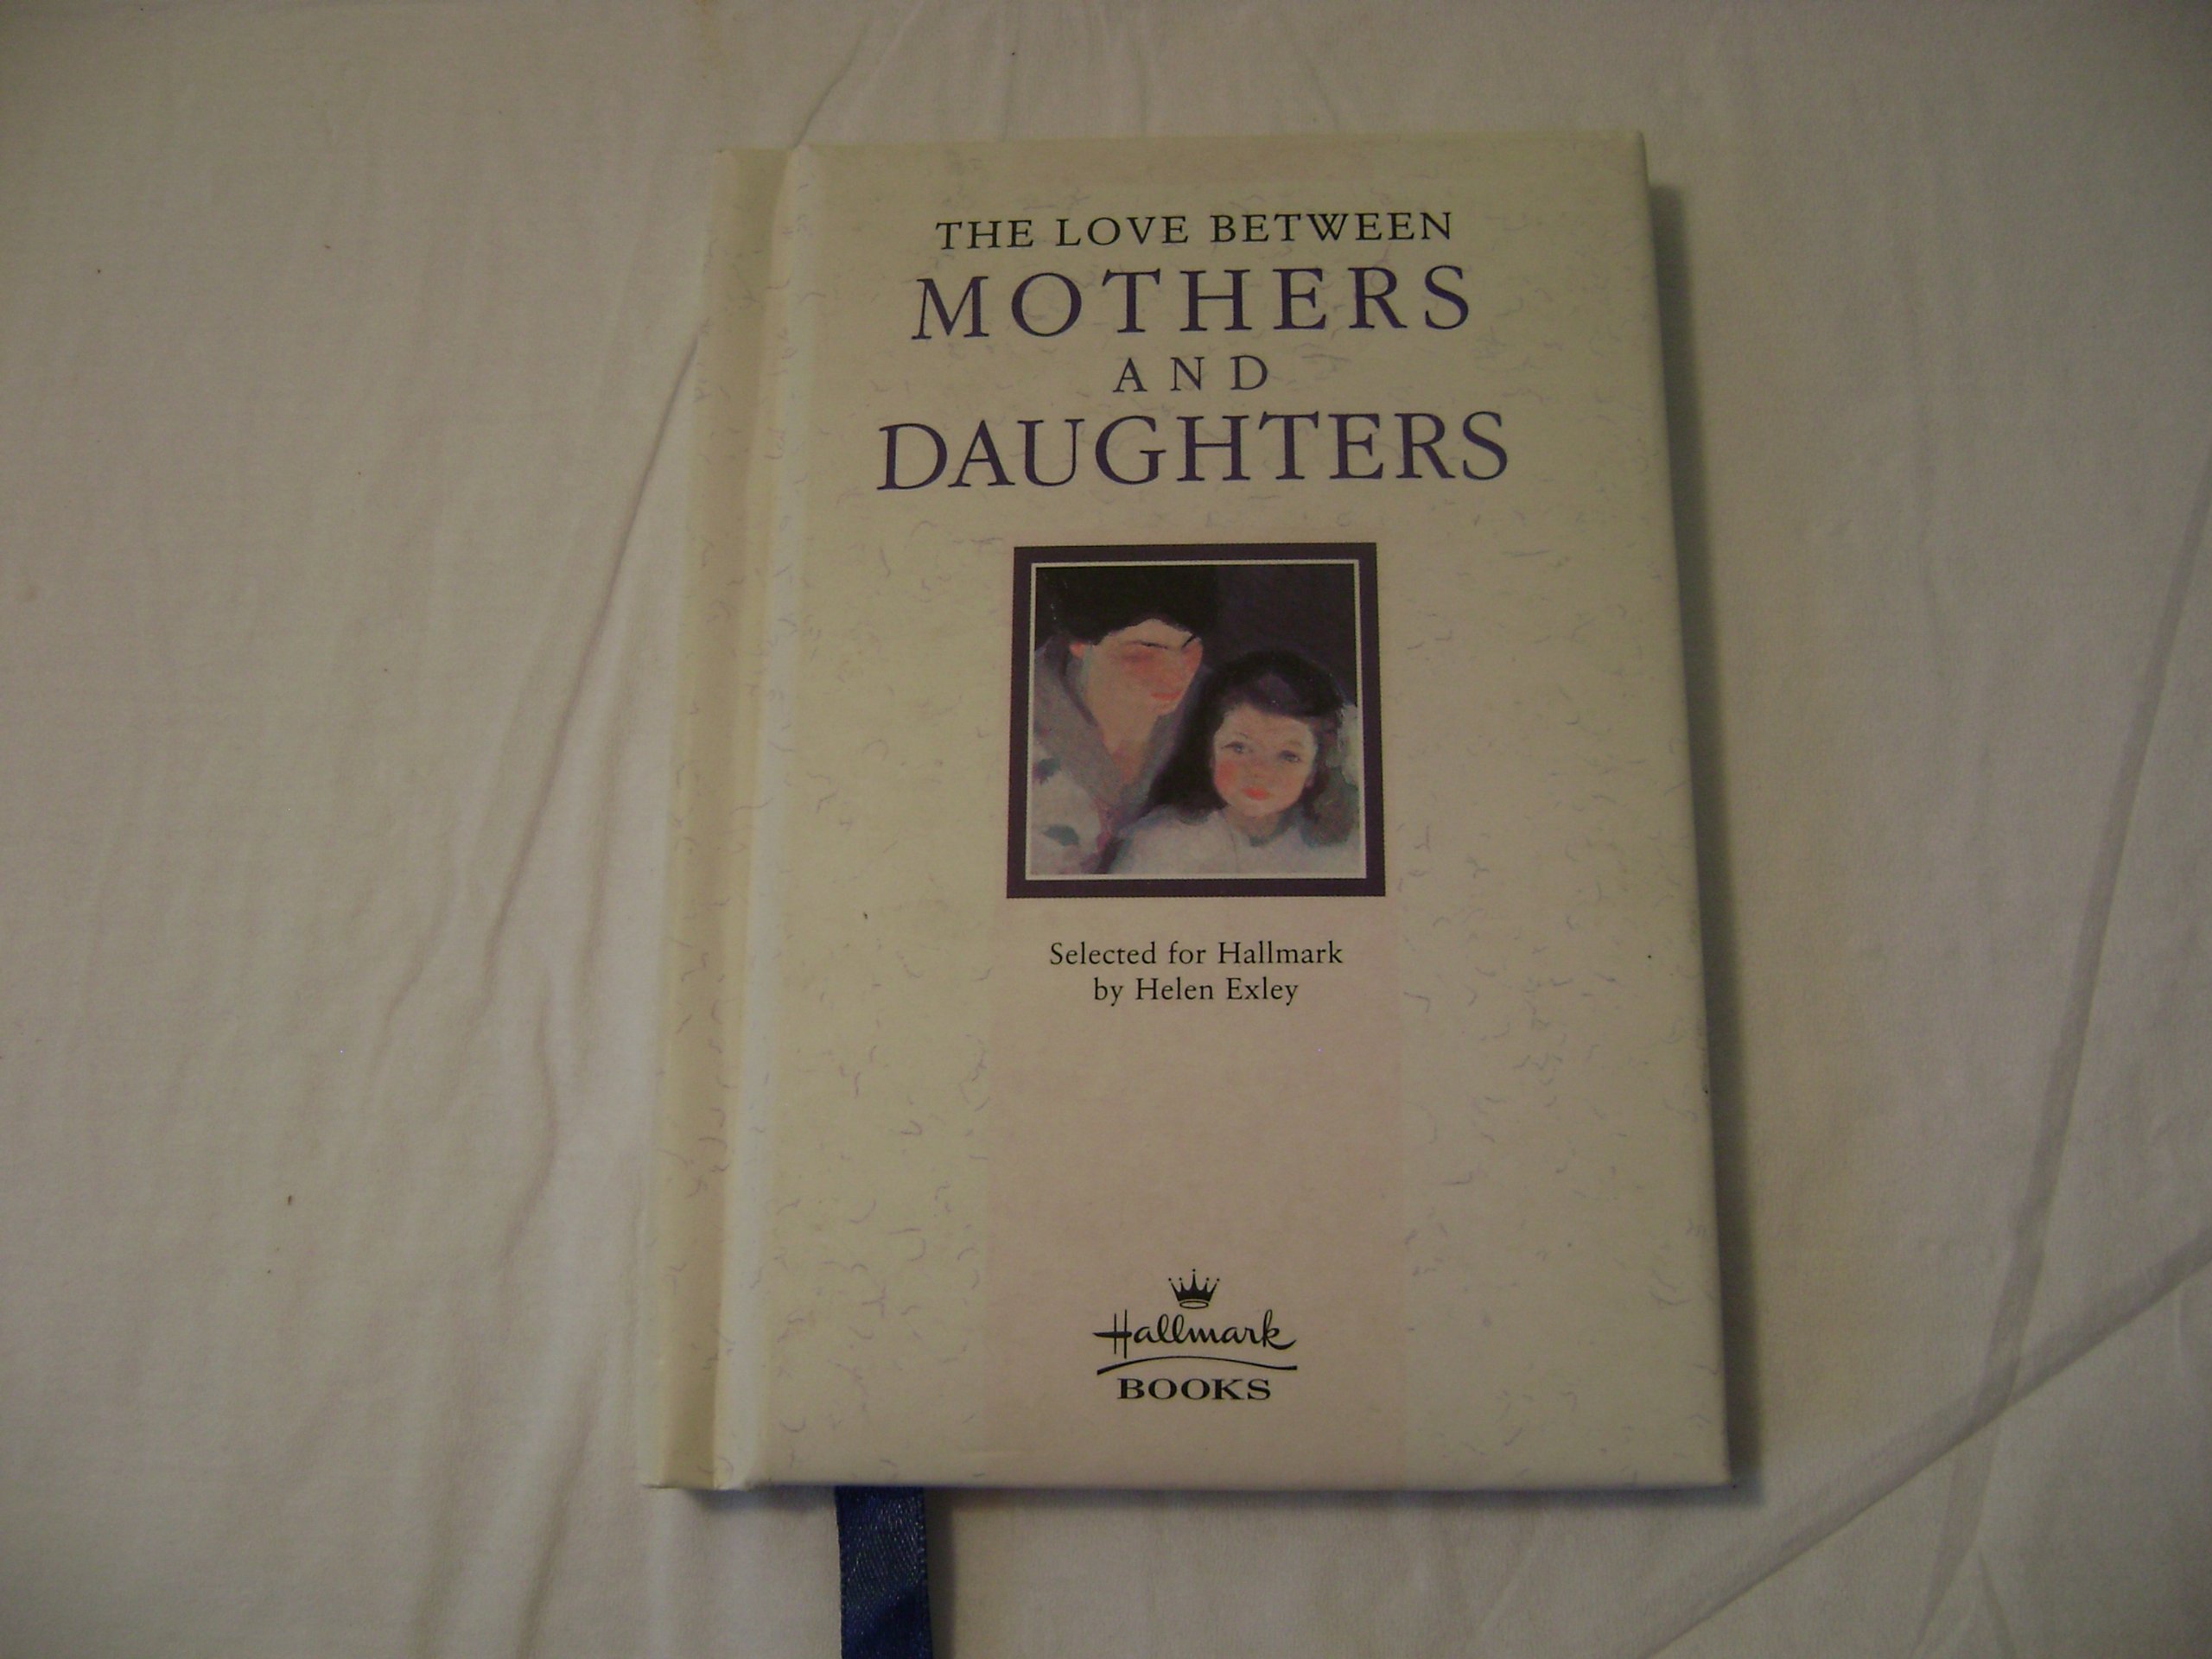 THE LOVE BETWEEN
MOTHERS
AND
DAUGHTERS
Selected for Hallmark
by Helen Exley
Hallmark
BOOKS